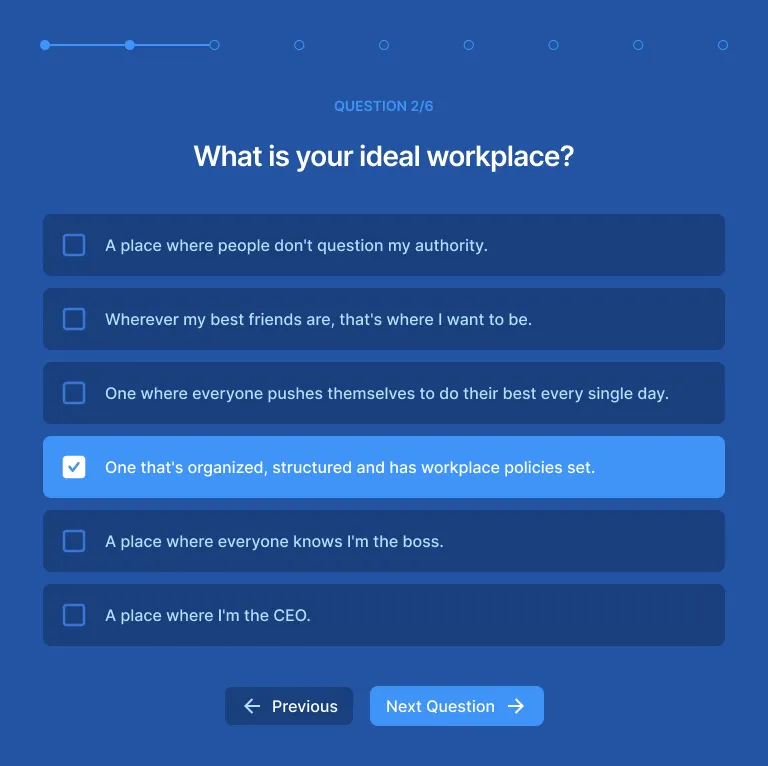 QUESTION 2/6
What is your ideal workplace?
A place where people don't question my authority.
Wherever my best friends are, that's where I want to be.
One where everyone pushes themselves to do their best every single day.
One that's organized, structured and has workplace policies set.
A place where everyone knows I'm the boss.
A place where I'm the CEO.
Previous
Next Question